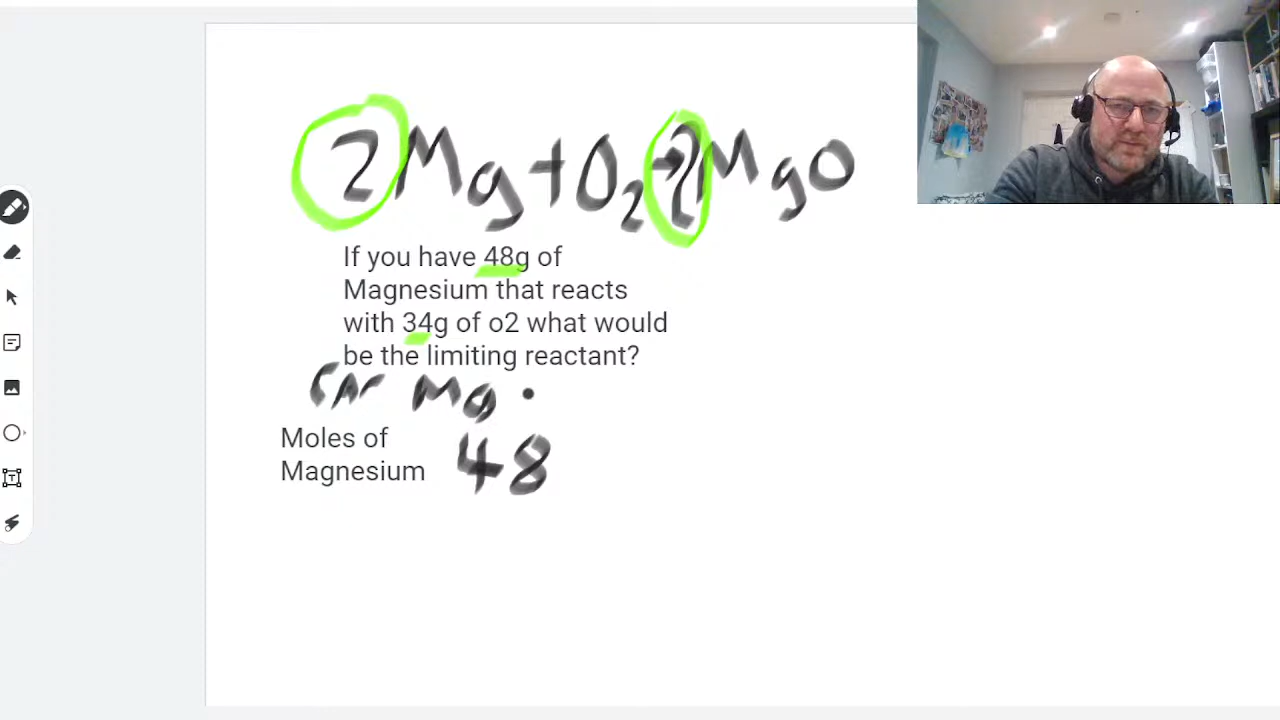 2Mg+O2→2MgO
If you have 48g of
Magnesium that reacts
with 34g of o2 what would
be the limiting reactant?
Mg
Moles of
Magnesium
48